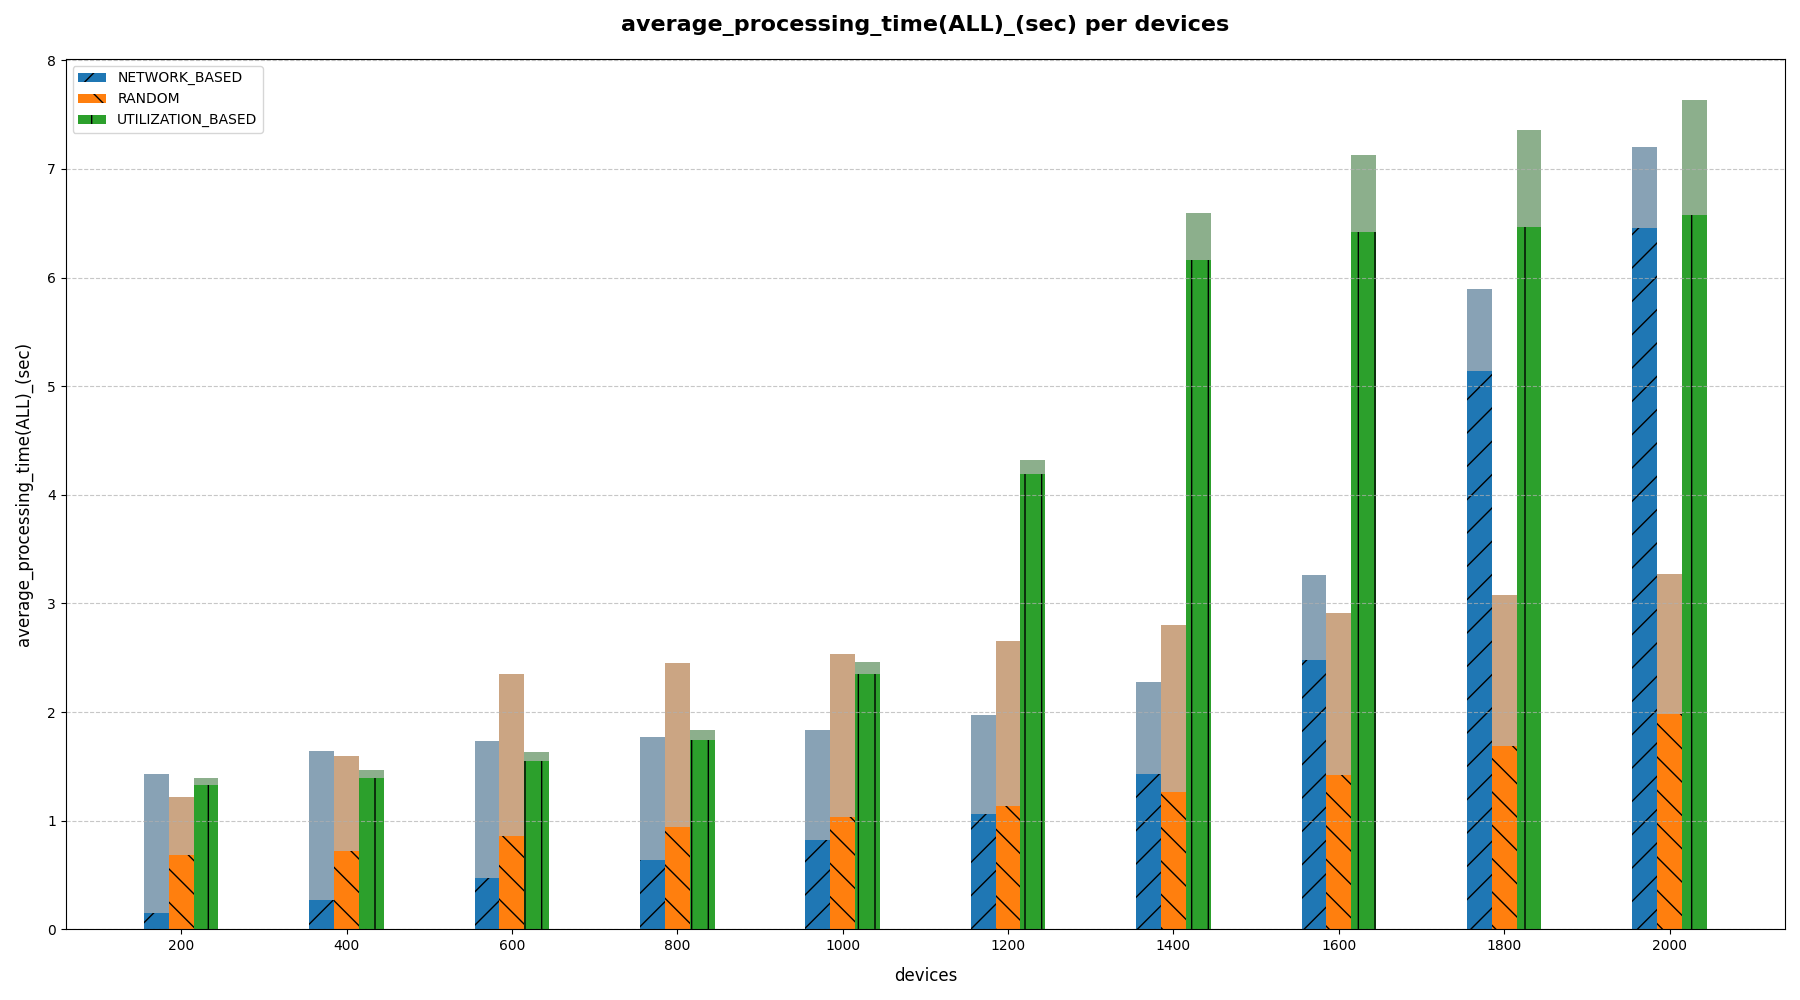 average_processing_time(ALL)_(sec) per devices
NETWORK_BASED
RANDOM
UTILIZATION_BASED
average_processing_time(ALL)_(sec)
8
7
6
5
4
3
2
1
0
200 400 600 800 1000 1200 1400 1600 1800 2000
devices